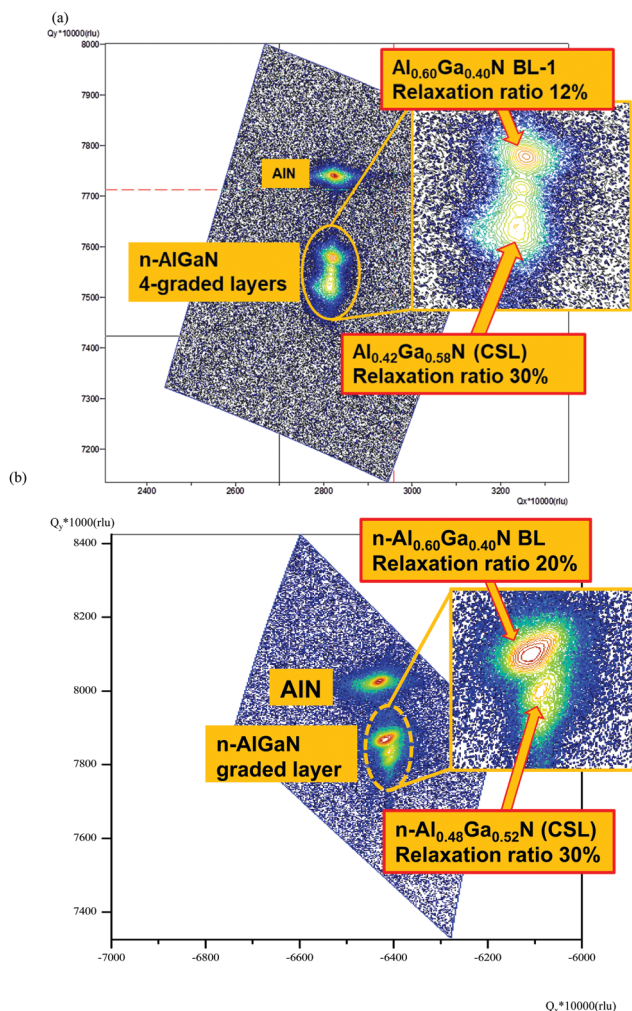 (a)
Qy*10000(rlu)
8000
7900
7800
7700
7600
7500
7400
7300
7200
2400
2600
2800
3000
3200
Qx*10000(rlu)
Al0.60Ga0.40N BL-1
Relaxation ratio 12%
AlN
n-AlGaN
4-graded layers
Al0.42Ga0.58N (CSL)
Relaxation ratio 30%
(b)
Qy*1000(rlu)
8400
8200
8000
7800
7600
7400
-7000
-6800
-6600
-6400
-6200
-6000
Qx*10000(rlu)
n-Al0.60Ga0.40N BL
Relaxation ratio 20%
AlN
n-AlGaN
graded layer
n-Al0.48Ga0.52N (CSL)
Relaxation ratio 30%